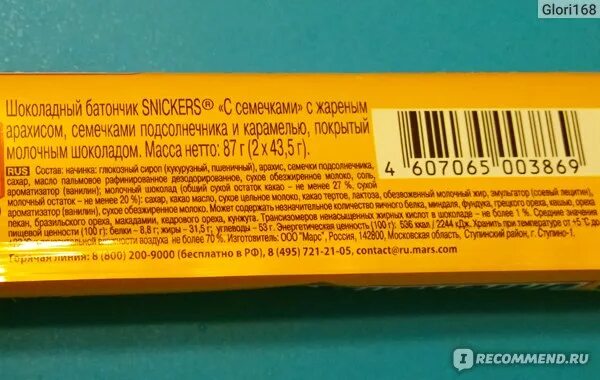 Glori168
Шоколадный батончик SNICKERS® «С семечками» с жареным
арахисом, семечками подсолнечника и карамелью, покрытый
молочным шоколадом. Масса нетто: 87 г (2 x 43,5 г).
4 607065 003869
RUS Состав: начинка: глюкозный сироп (кукурузный, пшеничный), арахис, семечки подсолнечника,
сахар, масло пальмовое рафинированное дезодорированное, сухое обезжиренное молоко, соль,
ароматизатор (ванилин); молочный шоколад (общий сухой остаток какао – не менее 27 %, сухой
молочный остаток – не менее 20 %): сахар, какао масло, сухое цельное молоко, какао тертое, лактоза, обезвоженный молочный жир, эмульгатор (соевый лецитин),
ароматизатор (ванилин), сухое обезжиренное молоко. Может содержать незначительное количество яичного белка, миндаля, фундука, грецкого ореха, кашью, ореха
пекан, бразильского ореха, макадамии, кедрового ореха, кунжута. Трансизомеров ненасыщенных жирных кислот в шоколаде – не более 1 %. Средние значения
пищевой ценности (100 г): белки – 8,8 г; жиры – 31,5 г; углеводы – 53 г. Энергетическая ценность (100 г): 536 ккал / 2244 кДж. Хранить при температуре от +5 °С до
относительной влажности воздуха не более 70 %. Изготовитель: ООО "Марс", Россия, 142800, Московская область, Ступинский район, г. Ступино-1.
Горячая линия: 8 (800) 200-9000 (бесплатно в РФ), 8 (495) 721-21-05, contact@ru.mars.com
IRECOMMEND.RU